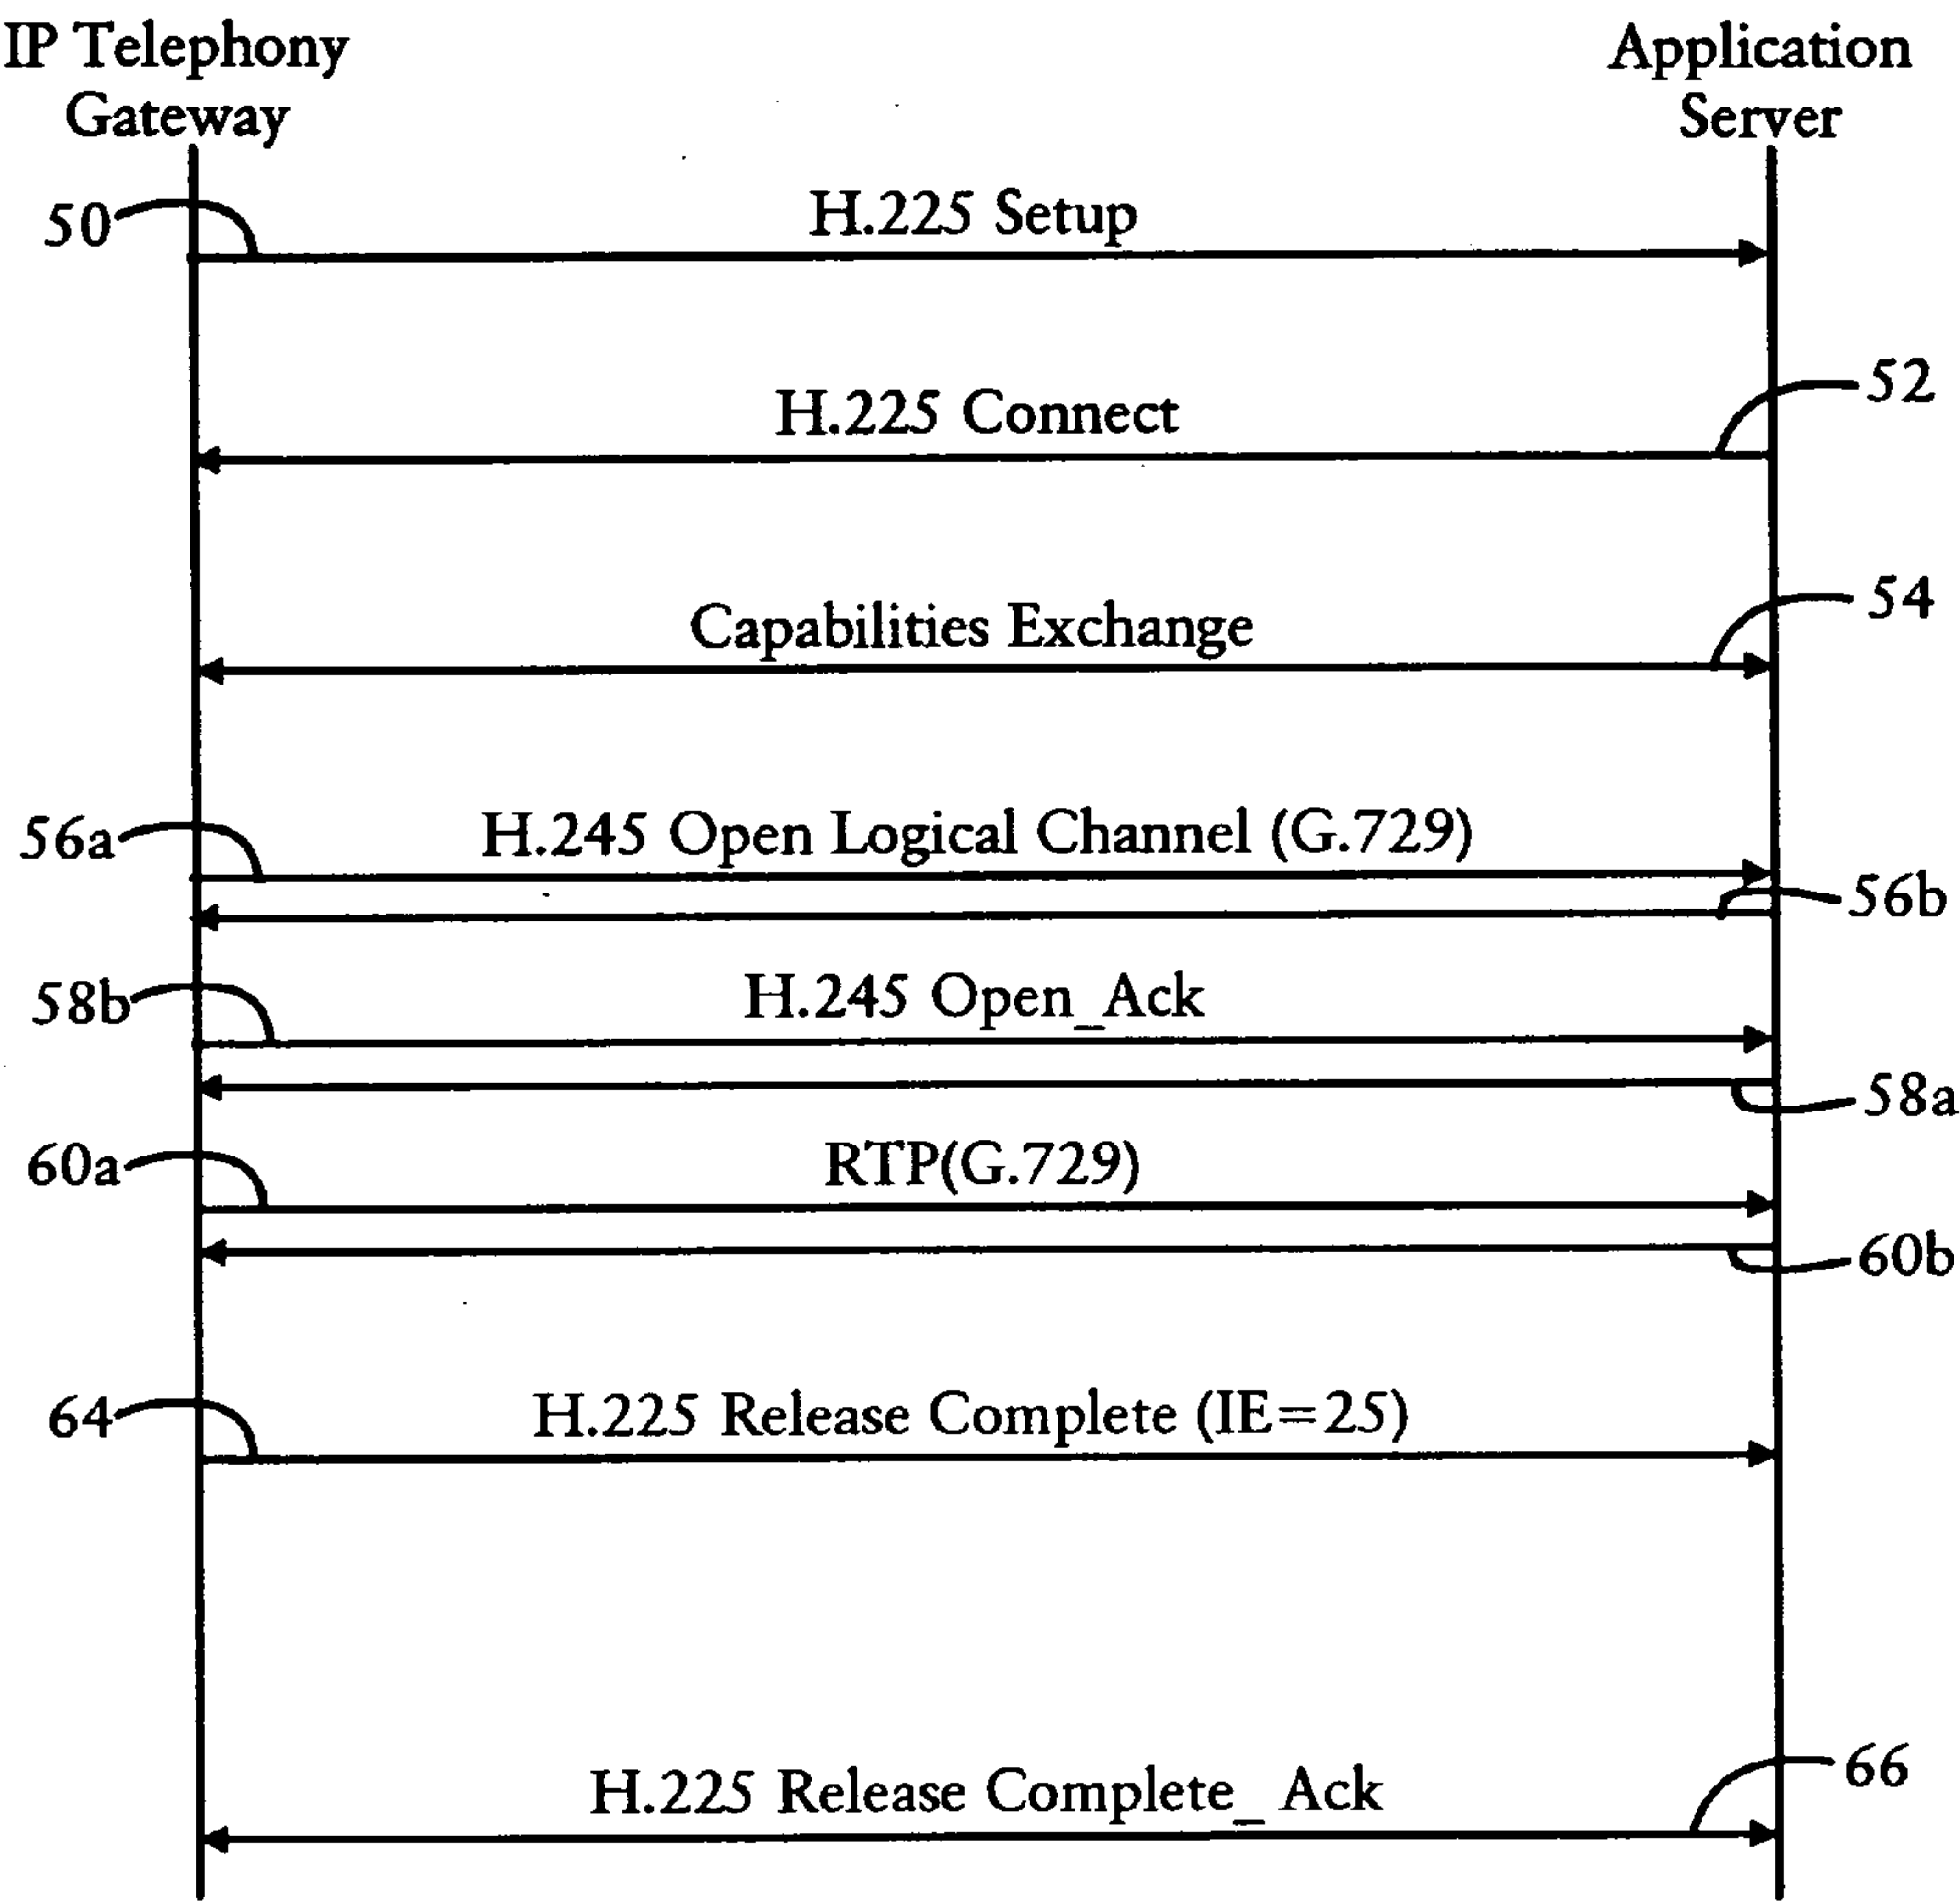 IP Telephony
Gateway
Application
Server
50
H.225 Setup
52
H.225 Connect
54
Capabilities Exchange
56a
H.245 Open Logical Channel (G.729)
56b
58b
H.245 Open_Ack
58a
60a
RTP(G.729)
60b
64
H.225 Release Complete (IE=25)
66
H.225 Release Complete_ Ack